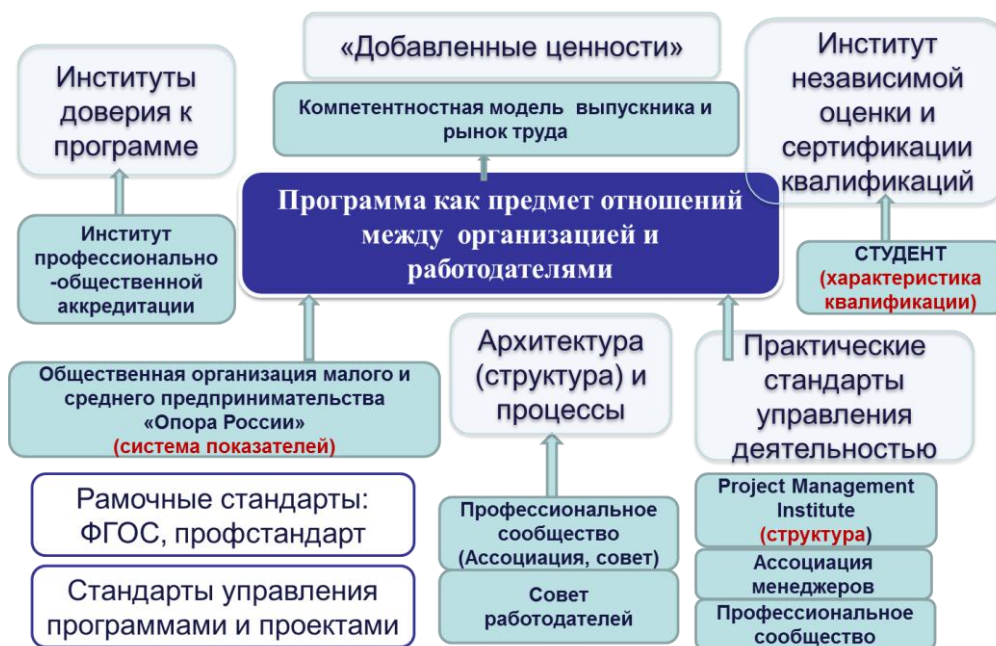 «Добавленные ценности»
Компетентностная модель выпускника и
рынок труда
Институты
доверия к
программе
Институт
независимой
оценки и
сертификации
квалификаций
Программа как предмет отношений
между организацией и
работодателями
Институт
профессионально
-общественной
аккредитации
СТУДЕНТ
(характеристика
квалификации)
Общественная организация малого и
среднего предпринимательства
«Опора России»
(система показателей)
Архитектура
(структура) и
процессы
Практические
стандарты
управления
деятельностью
Рамочные стандарты:
ФГОС, профстандарт
Стандарты управления
программами и проектами
Профессиональное
сообщество
(Ассоциация, совет)
Совет
работодателей
Project Management
Institute
(структура)
Ассоциация
менеджеров
Профессиональное
сообщество